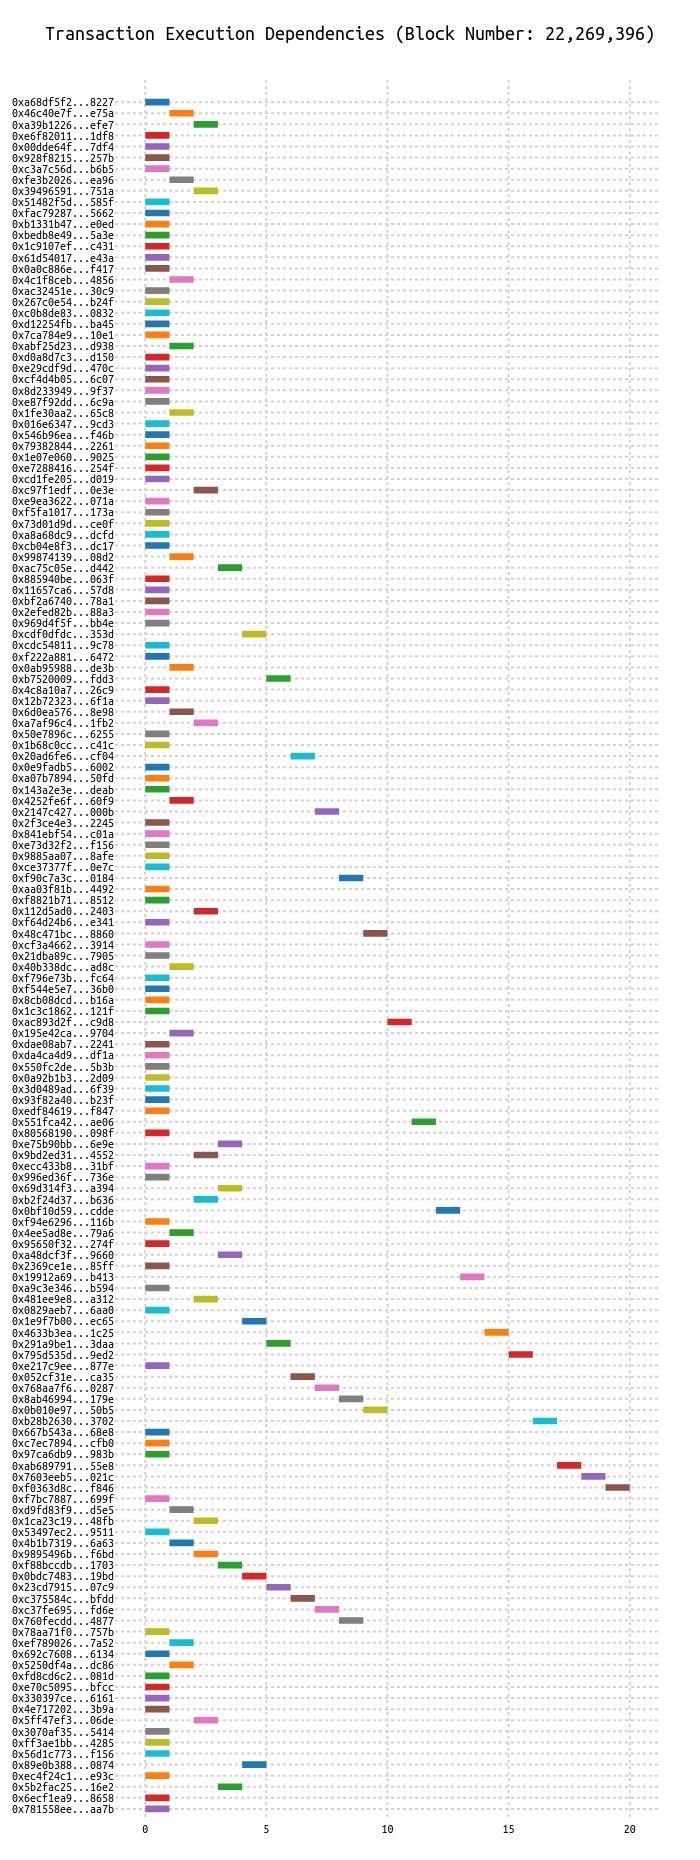 Transaction Execution Dependencies (Block Number: 22,269,396)
0xa68df5f2...8227
0x46c40e7f...e75a
0xa39b1226...efe7
0xe6f82011...1df8
0x00dde64f...7df4
0x928f8215...257b
0xc3a7c56d...b6b5
0xfe3b2026...ea96
0x39496591...751a
0x51482f5d...585f
0xfac79287...5662
0xb1331b47...e0ed
0xbedb8e49...5a3e
0x1c9107ef...c431
0x61d54017...e43a
0x0a0c886e...f417
0x4c1f8ceb...4856
0xac32451e...30c9
0x267c0e54...b24f
0xc0b8de83...0832
0xd12254fb...ba45
0x7ca784e9...10e1
0xabf25d23...d938
0xd0a8d7c3...d150
0xe29cdf9d...470c
0xcf4d4b05...6c07
0x8d233949...9f37
0xe87f92dd...6c9a
0x1fe30aa2...65c8
0x016e6347...9cd3
0x546b96ea...f46b
0x79382844...2261
0x1e07e060...9025
0xe7288416...254f
0xcd1fe205...d019
0xc97f1edf...0e3e
0xe9ea3622...071a
0xf5fa1017...173a
0x73d01d9d...ce0f
0xa8a68dc9...dcfd
0xcb04e8f3...dc17
0x99874139...08d2
0xac75c05e...d442
0x885940be...063f
0x11657ca6...57d8
0xbf2a6740...78a1
0x2efed82b...88a3
0x969d4f5f...bb4e
0xcdf0dfdc...353d
0xcdc54811...9c78
0xf222a881...6472
0x0ab95988...de3b
0xb7520009...fdd3
0x4c8a10a7...26c9
0x12b72323...6f1a
0x6d0ea576...8e98
0xa7af96c4...1fb2
0x50e7896c...6255
0x1b68c0cc...c41c
0x20ad6fe6...cf04
0x0e9fadb5...6002
0xa07b7894...50fd
0x143a2e3e...deab
0x4252fe6f...60f9
0x2147c427...000b
0x2f3ce4e3...2245
0x841ebf54...c01a
0xe73d32f2...f156
0x9885aa07...8afe
0xce37377f...0e7c
0xf90c7a3c...0184
0xaa03f81b...4492
0xf8821b71...8512
0x112d5ad0...2403
0xf64d24b6...e341
0x48c471bc...8860
0xcf3a4662...3914
0x21dba89c...7905
0x40b338dc...ad8c
0xf796e73b...fc64
0xf544e5e7...36b0
0x8cb08dcd...b16a
0x1c3c1862...121f
0xac893d2f...c9d8
0x195e42ca...9704
0xdae08ab7...2241
0xda4ca4d9...df1a
0x550fc2de...5b3b
0x0a92b1b3...2d09
0x3d0489ad...6f39
0x93f82a40...b23f
0xedf84619...f847
0x551fca42...ae06
0x80568190...098f
0xe75b90bb...6e9e
0x9bd2ed31...4552
0xecc433b8...31bf
0x996ed36f...736e
0x69d314f3...a394
0xb2f24d37...b636
0x0bf10d59...cdde
0xf94e6296...116b
0x4ee5ad8e...79a6
0x95650f32...274f
0xa48dcf3f...9660
0x2369ce1e...85ff
0x19912a69...b413
0xa9c3e346...b594
0x481ee9e8...a312
0x0829aeb7...6aa0
0x1e9f7b00...ec65
0x4633b3ea...1c25
0x291a9be1...3daa
0x795d535d...9ed2
0xe217c9ee...877e
0x052cf31e...ca35
0x768aa7f6...0287
0x8ab46994...179e
0x0b010e97...50b5
0xb28b2630...3702
0x667b543a...68e8
0xc7ec7894...cfb0
0x97ca6db9...983b
0xab689791...55e8
0x7603eeb5...021c
0xf0363d8c...f846
0xf7bc7887...699f
0xd9fd83f9...d5e5
0x1ca23c19...48fb
0x53497ec2...9511
0x4b1b7319...6a63
0x9895496b...f6bd
0xf88bccdb...1703
0x0bdc7483...19bd
0x23cd7915...07c9
0xc375584c...bfdd
0xc37fe695...fd6e
0x760fecdd...4877
0x78aa71f0...757b
0xef789026...7a52
0x692c7608...6134
0x5250df4a...dc86
0xfd8cd6c2...081d
0xe70c5095...bfcc
0x330397ce...6161
0x4e717202...3b9a
0x5ff47ef3...06de
0x3070af35...5414
0xff3ae1bb...4285
0x56d1c773...f156
0x89e0b388...0874
0xec4f24c1...e93c
0x5b2fac25...16e2
0x6ecf1ea9...8658
0x781558ee...aa7b
0 5 10 15 20